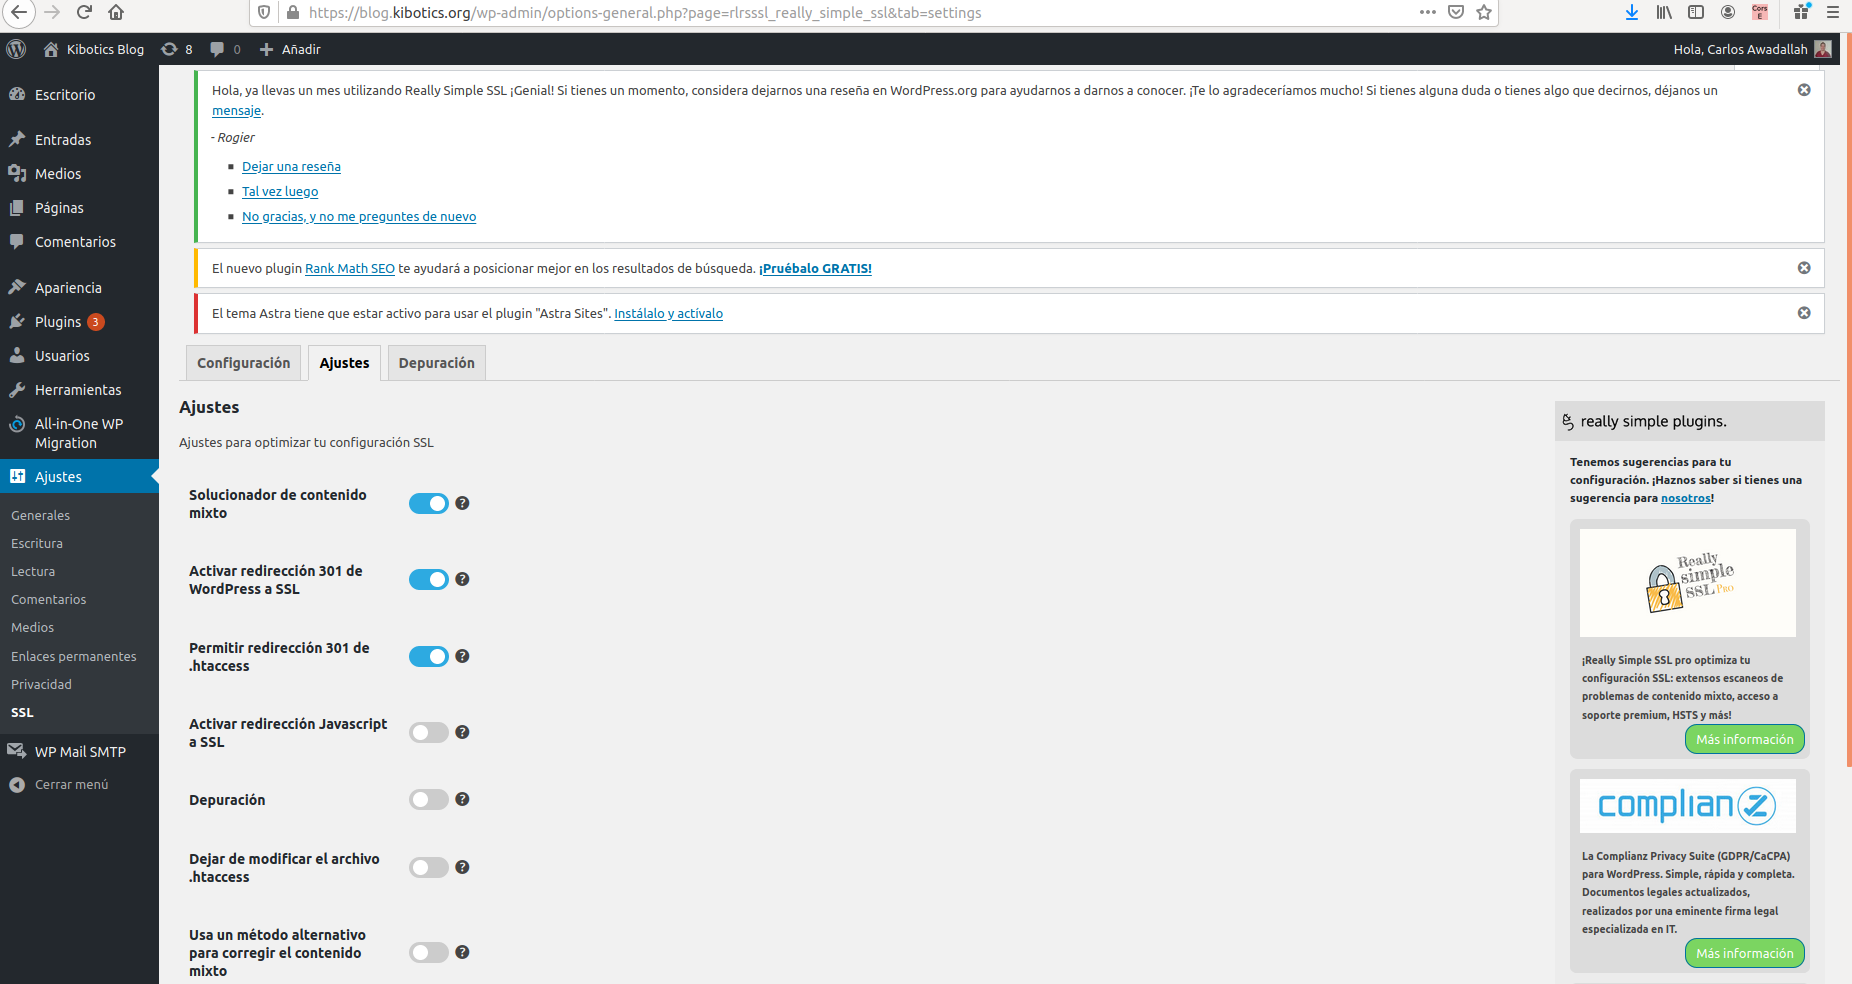 https://blog.kibotics.org/wp-admin/options-general.php?page=rlrsssl_really_simple_ssl&tab=settings
Cors
E
Kibotics Blog
8
0
Añadir
Hola, Carlos Awadallah
Escritorio
Entradas
Medios
Páginas
Comentarios
Apariencia
Plugins 3
Usuarios
Herramientas
All-in-One WP
Migration
Ajustes
Generales
Escritura
Lectura
Comentarios
Medios
Enlaces permanentes
Privacidad
SSL
WP Mail SMTP
Cerrar menú
Hola, ya llevas un mes utilizando Really Simple SSL ¡Genial! Si tienes un momento, considera dejarnos una reseña en WordPress.org para ayudarnos a darnos a conocer. ¡Te lo agradeceríamos mucho! Si tienes alguna duda o tienes algo que decirnos, déjanos un
mensaje.
- Rogier
Dejar una reseña
Tal vez luego
No gracias, y no me preguntes de nuevo
El nuevo plugin Rank Math SEO te ayudará a posicionar mejor en los resultados de búsqueda. ¡Pruébalo GRATIS!
El tema Astra tiene que estar activo para usar el plugin "Astra Sites". Instálalo y actívalo
Configuración
Ajustes
Depuración
Ajustes
Ajustes para optimizar tu configuración SSL
Solucionador de contenido
mixto
Activar redirección 301 de
WordPress a SSL
Permitir redirección 301 de
.htaccess
Activar redirección Javascript
a SSL
Depuración
Dejar de modificar el archivo
.htaccess
Usa un método alternativo
para corregir el contenido
mixto
really simple plugins.
Tenemos sugerencias para tu
configuración. ¡Haznos saber si tienes una
sugerencia para nosotros!
Really
simple
SSL Pro
¡Really Simple SSL pro optimiza tu
configuración SSL: extensos escaneos de
problemas de contenido mixto, acceso a
soporte premium, HSTS y más!
Más información
complianz
La Complianz Privacy Suite (GDPR/CaCPA)
para WordPress. Simple, rápida y completa.
Documentos legales actualizados,
realizados por una eminente firma legal
especializada en IT.
Más información